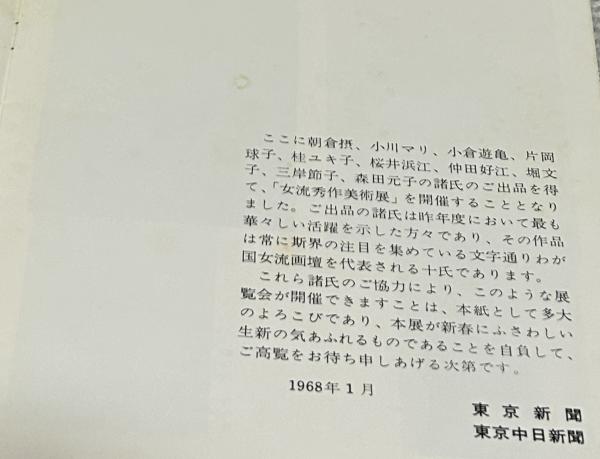 ここに朝倉摂、小川マリ、小倉遊亀、片岡
球子、桂ユキ子、桜井浜江、仲田好江、堀文
子、三岸節子、森田元子の諸氏のご出品を得
て、「女流秀作美術展」を開催することとなり
ました。ご出品の諸氏は昨年度において最も
華々しい活躍を示した方々であり、その作品
は常に斯界の注目を集めている文字通りわが
国女流画壇を代表される十氏であります。
これら諸氏のご協力により、このような展
覧会が開催できますことは、本紙として多大
のよろこびであり、本展が新春にふさわしい
生新の気あふれるものであることを自負して、
ご高覧をお待ち申しあげる次第です。
1968年1月
東京新聞
東京中日新聞